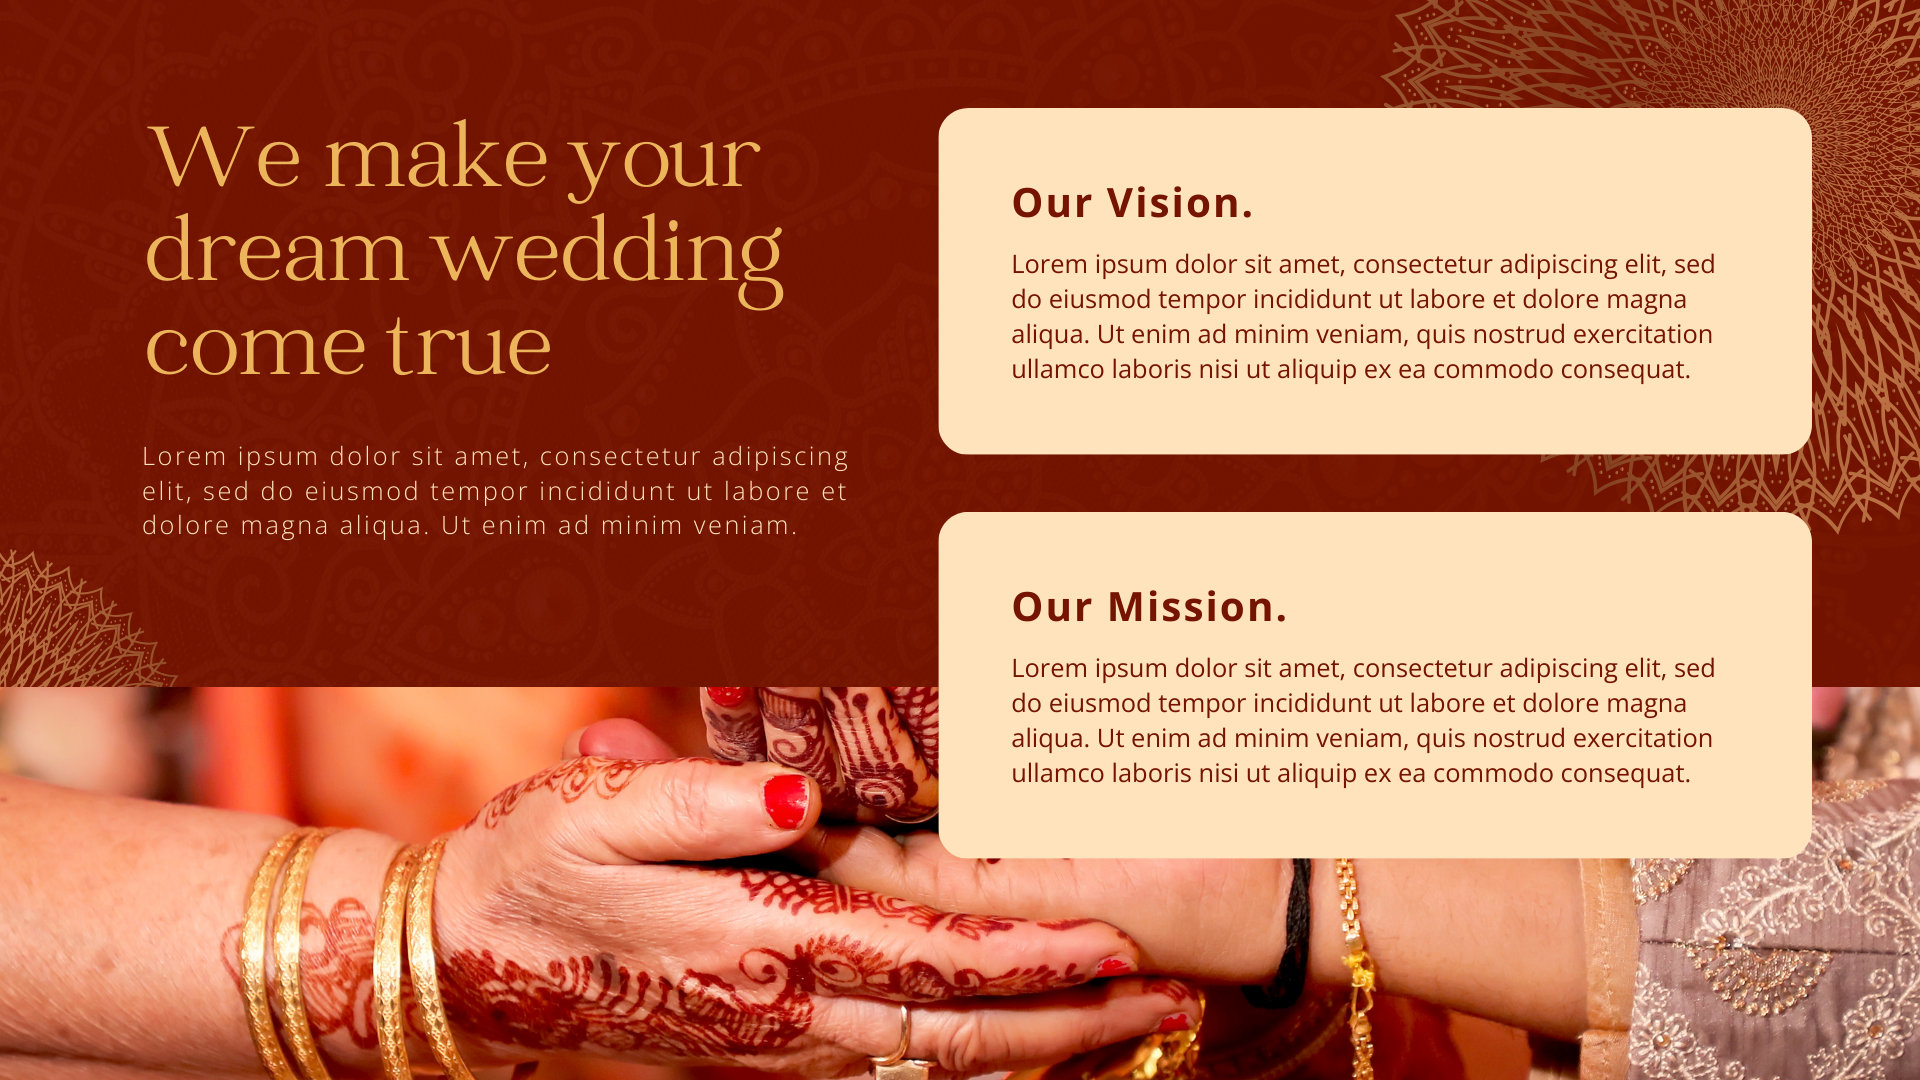 We make your
dream wedding
come true
Lorem ipsum dolor sit amet, consectetur adipiscing
elit, sed do eiusmod tempor incididunt ut labore et
dolore magna aliqua. Ut enim ad minim veniam.
Our Vision.
Lorem ipsum dolor sit amet, consectetur adipiscing elit, sed
do eiusmod tempor incididunt ut labore et dolore magna
aliqua. Ut enim ad minim veniam, quis nostrud exercitation
ullamco laboris nisi ut aliquip ex ea commodo consequat.
Our Mission.
Lorem ipsum dolor sit amet, consectetur adipiscing elit, sed
do eiusmod tempor incididunt ut labore et dolore magna
aliqua. Ut enim ad minim veniam, quis nostrud exercitation
ullamco laboris nisi ut aliquip ex ea commodo consequat.